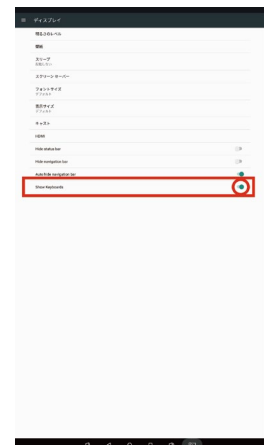 ディスプレイ
明るさのレベル
壁紙
スリープ
スクリーン セーバー
フォントサイズ
デフォルト
表示サイズ
デフォルト
キャスト
HDMI
Hide status bar
Hide navigation bar
Auto hide navigation bar
Show Keyboards